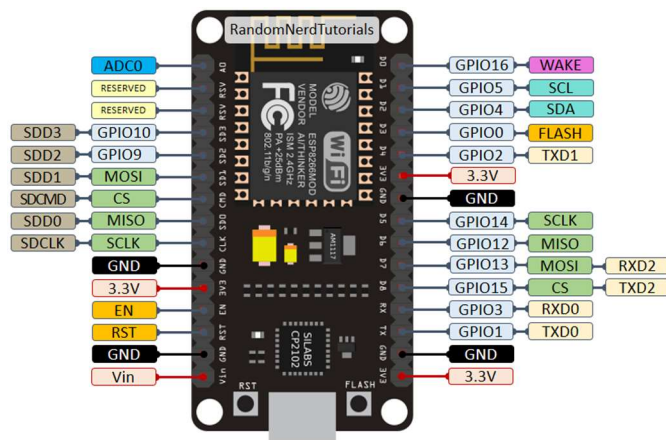 RandomNerdTutorials
ADC0
RESERVED
RESERVED
SDD3 GPIO10
SDD2 GPIO9
SDD1 MOSI
SDCMD CS
SDD0 MISO
SDCLK SCLK
GND
3.3V
EN
RST
GND
Vin
A0
RSV
RSV
SD3
SD2
SD1
CMD
SD0
CLK
GND
3V3
EN
RST
GND
Vin
MODEL ESP8266MOD
VENDOR AI/THINKER
ISM 2.4GHz
PA +25dBm
802.11b/g/n
FC
WiFi
AM1117
SILABS
CP2102
RST
FLASH
D0
D1
D2
D3
D4
3V3
GND
D5
D6
D7
D8
RX
TX
GND
3V3
GPIO16 WAKE
GPIO5 SCL
GPIO4 SDA
GPIO0 FLASH
GPIO2 TXD1
3.3V
GND
GPIO14 SCLK
GPIO12 MISO
GPIO13 MOSI RXD2
GPIO15 CS TXD2
GPIO3 RXD0
GPIO1 TXD0
GND
3.3V